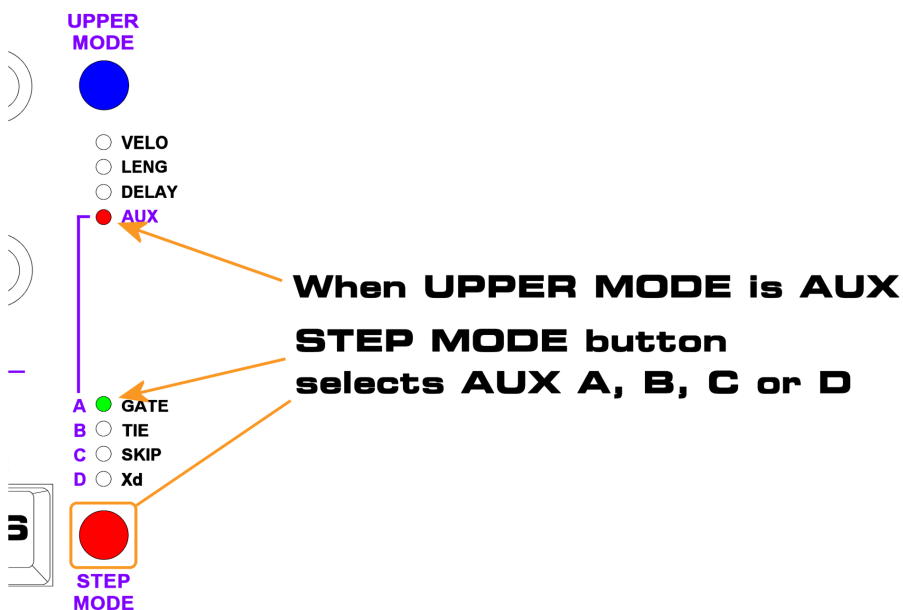 UPPER
MODE
VELO
LENG
DELAY
AUX
When UPPER MODE is AUX
STEP MODE button
selects AUX A, B, C or D
A GATE
B TIE
C SKIP
D Xd
S
STEP
MODE